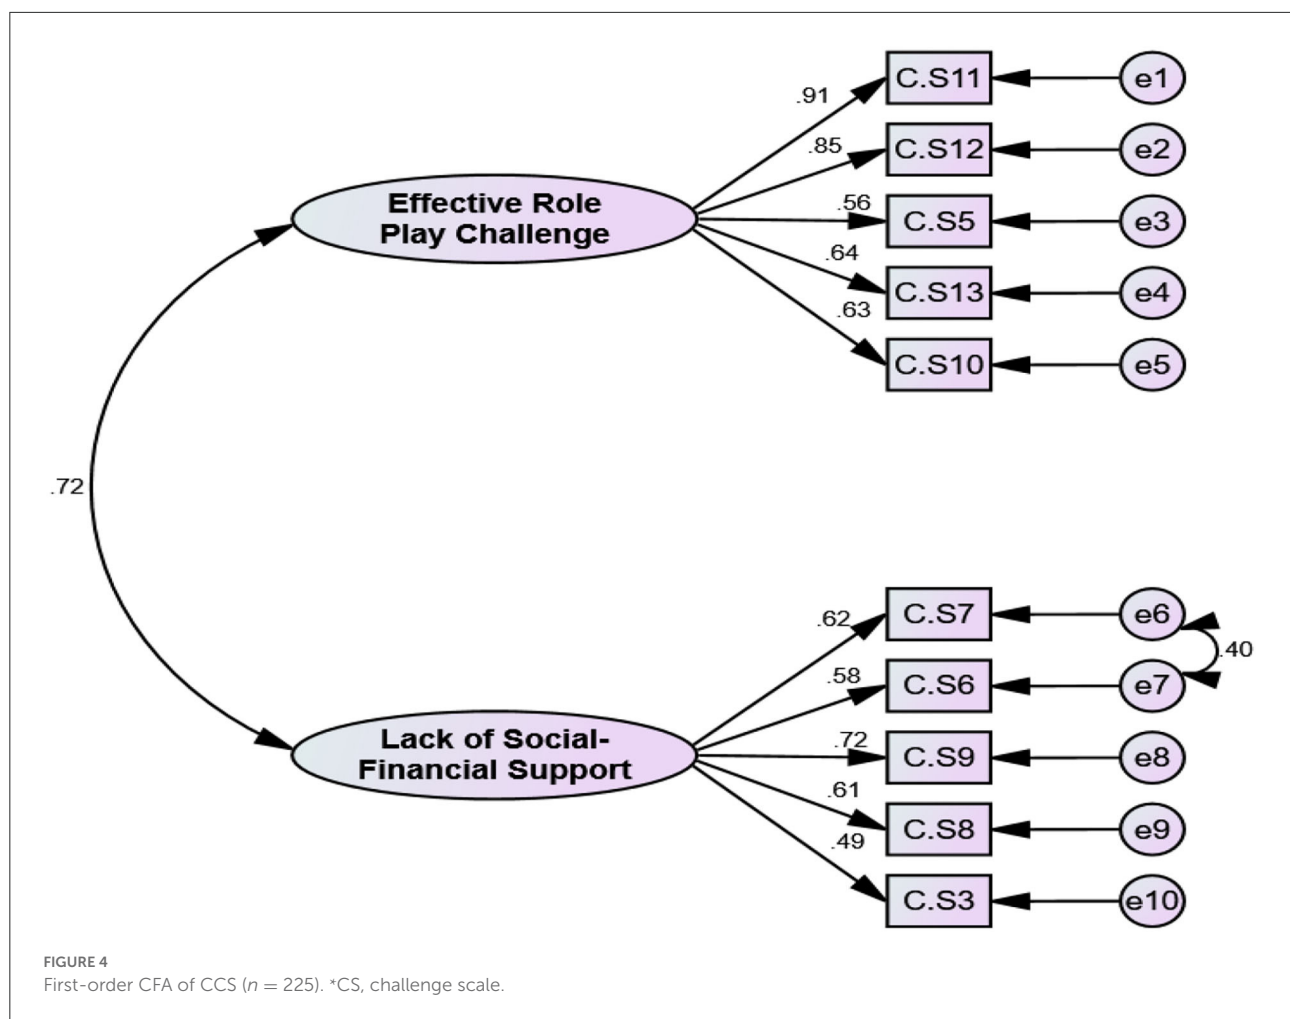 .91
C.S11
e1
.85
C.S12
e2
Effective Role
Play Challenge
.56
C.S5
e3
.64
C.S13
e4
.63
C.S10
e5
.72
.62
C.S7
e6
.40
.58
C.S6
e7
Lack of Social-
Financial Support
.72
C.S9
e8
.61
C.S8
e9
.49
C.S3
e10
FIGURE 4
First-order CFA of CCS (n = 225). *CS, challenge scale.